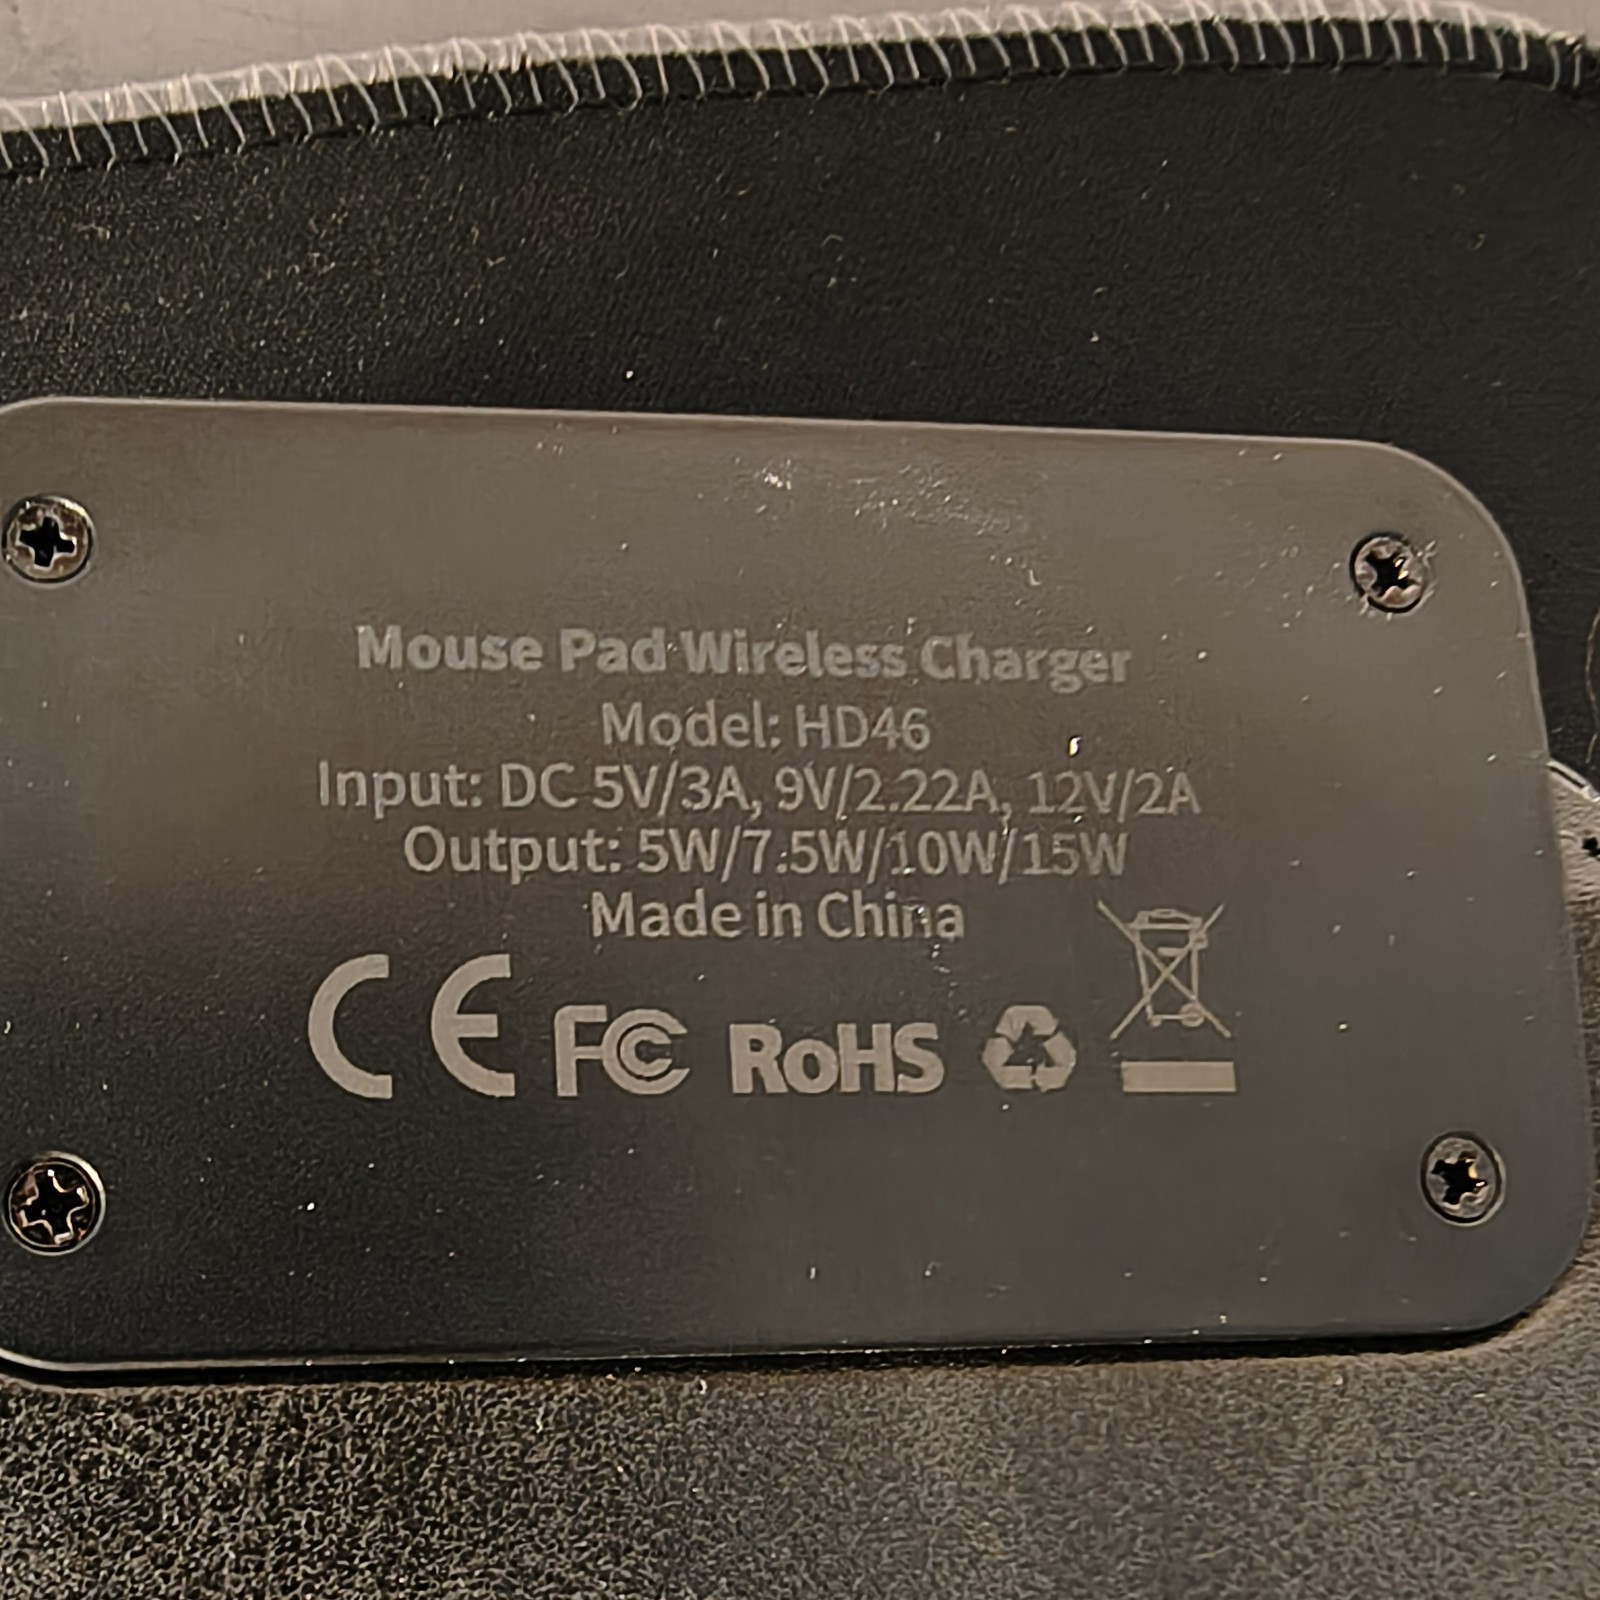 Mouse Pad Wireless Charger
Model: HD46
Input: DC 5V/3A, 9V/2.22A, 12V/2A
Output: 5W/7.5W/10W/15W
Made in China
CE FC RoHS